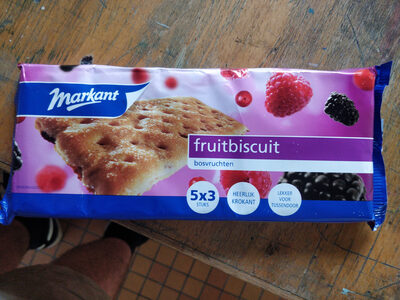 Markant
fruitbiscuit
bosvruchten
5x3
STUKS
HEERLIJK
KROKANT
LEKKER
VOOR
TUSSENDOOR